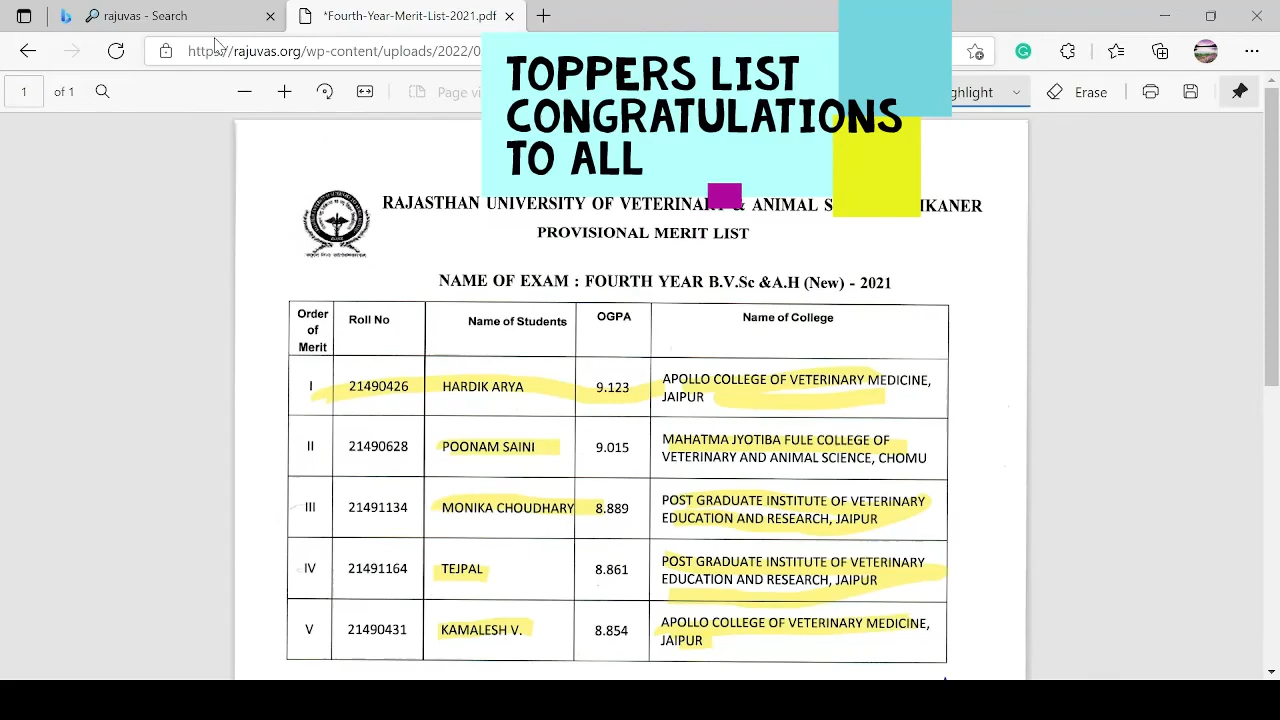 rajuvas - Search
*Fourth-Year-Merit-List-2021.pdf
https://rajuvas.org/wp-content/uploads/2022/0
1 of 1
Page vi
ghlight
Erase
TOPPERS LIST
CONGRATULATIONS
TO ALL
RAJASTHAN UNIVERSITY OF VETERINARY & ANIMAL S IKANER
PROVISIONAL MERIT LIST
NAME OF EXAM : FOURTH YEAR B.V.Sc &A.H (New) - 2021
Order of Merit Roll No Name of Students OGPA Name of College
I 21490426 HARDIK ARYA 9.123 APOLLO COLLEGE OF VETERINARY MEDICINE,
JAIPUR
II 21490628 POONAM SAINI 9.015 MAHATMA JYOTIBA FULE COLLEGE OF
VETERINARY AND ANIMAL SCIENCE, CHOMU
III 21491134 MONIKA CHOUDHARY 8.889 POST GRADUATE INSTITUTE OF VETERINARY
EDUCATION AND RESEARCH, JAIPUR
IV 21491164 TEJPAL 8.861 POST GRADUATE INSTITUTE OF VETERINARY
EDUCATION AND RESEARCH, JAIPUR
V 21490431 KAMALESH V. 8.854 APOLLO COLLEGE OF VETERINARY MEDICINE,
JAIPUR